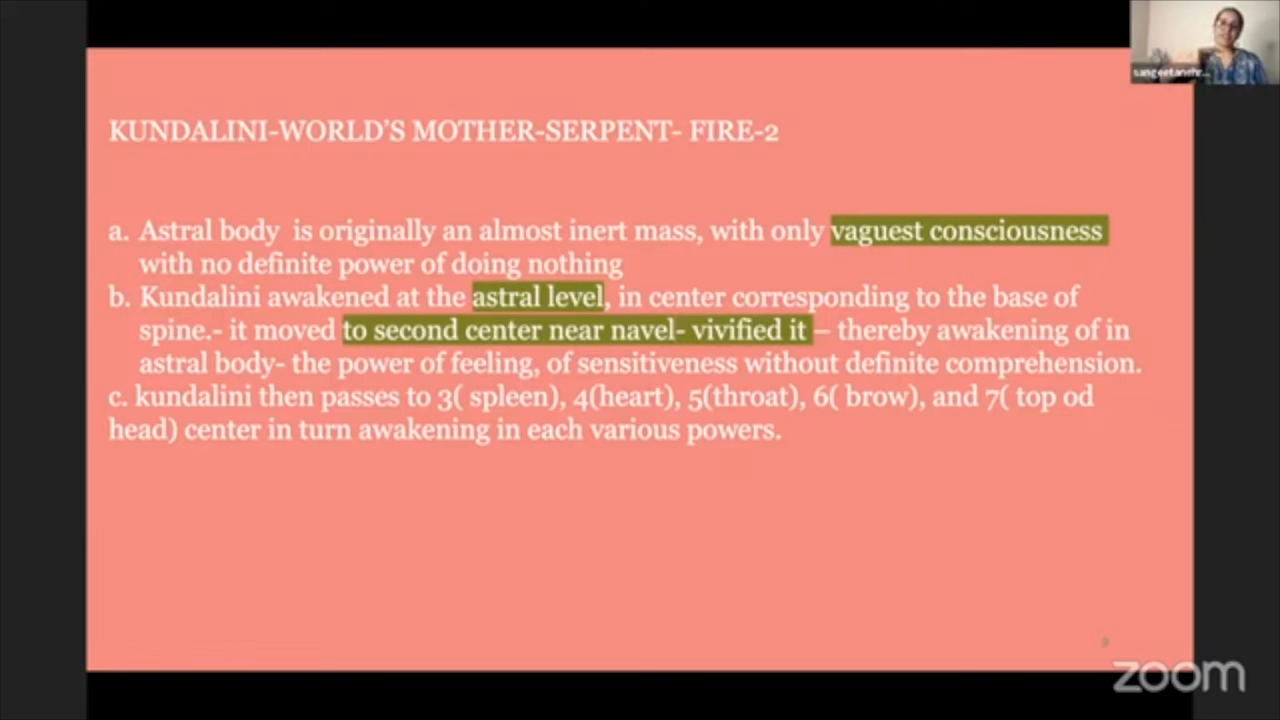 KUNDALINI-WORLD'S MOTHER-SERPENT- FIRE-2
a. Astral body is originally an almost inert mass, with only vaguest consciousness
with no definite power of doing nothing
b. Kundalini awakened at the astral level, in center corresponding to the base of
spine.- it moved to second center near navel- vivified it – thereby awakening of in
astral body- the power of feeling, of sensitiveness without definite comprehension.
c. kundalini then passes to 3( spleen), 4(heart), 5(throat), 6( brow), and 7( top od
head) center in turn awakening in each various powers.
zoom